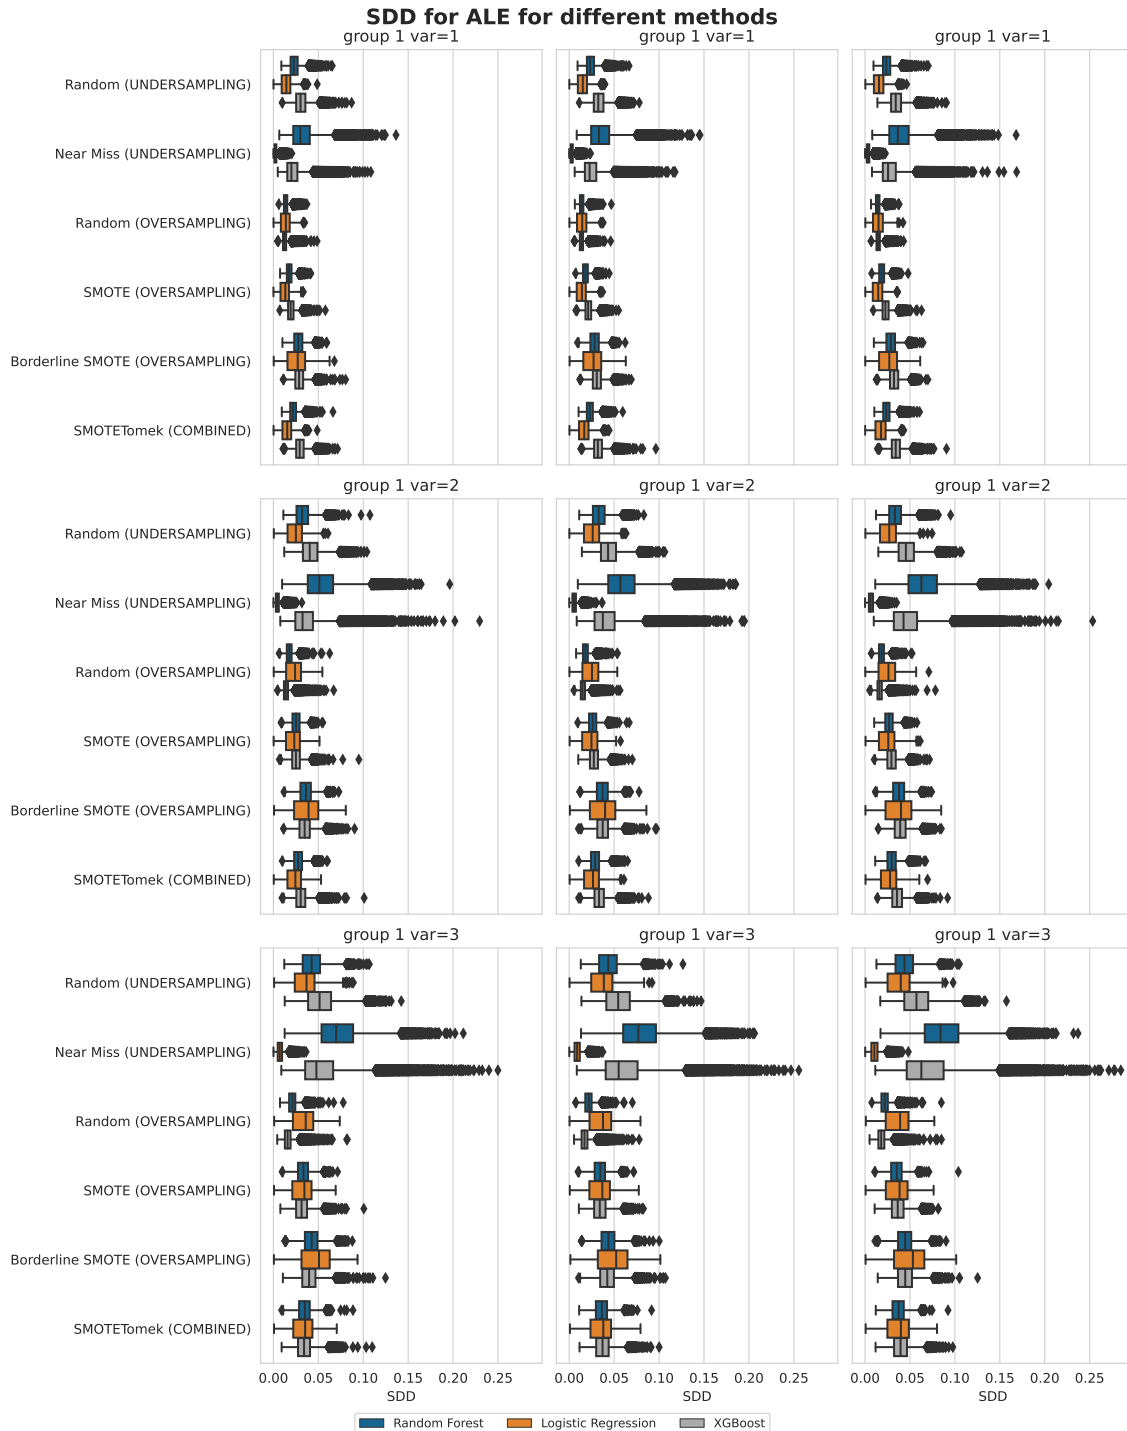 SDD for ALE for different methods
group 1 var=1
group 1 var=1
group 1 var=1
Random (UNDERSAMPLING)
Near Miss (UNDERSAMPLING)
Random (OVERSAMPLING)
SMOTE (OVERSAMPLING)
Borderline SMOTE (OVERSAMPLING)
SMOTETomek (COMBINED)
group 1 var=2
group 1 var=2
group 1 var=2
Random (UNDERSAMPLING)
Near Miss (UNDERSAMPLING)
Random (OVERSAMPLING)
SMOTE (OVERSAMPLING)
Borderline SMOTE (OVERSAMPLING)
SMOTETomek (COMBINED)
group 1 var=3
group 1 var=3
group 1 var=3
Random (UNDERSAMPLING)
Near Miss (UNDERSAMPLING)
Random (OVERSAMPLING)
SMOTE (OVERSAMPLING)
Borderline SMOTE (OVERSAMPLING)
SMOTETomek (COMBINED)
0.00 0.05 0.10 0.15 0.20 0.25
0.00 0.05 0.10 0.15 0.20 0.25
0.00 0.05 0.10 0.15 0.20 0.25
SDD
SDD
SDD
Random Forest
Logistic Regression
XGBoost